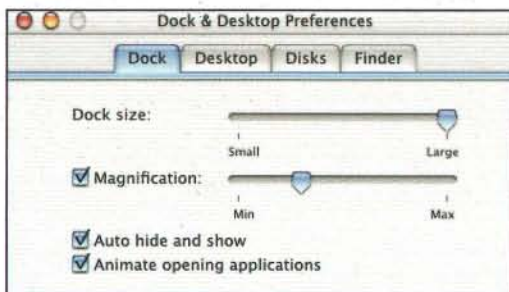 Dock & Desktop Preferences
Dock Desktop Disks Finder
Dock size:
Small Large
Magnification:
Min Max
Auto hide and show
Animate opening applications